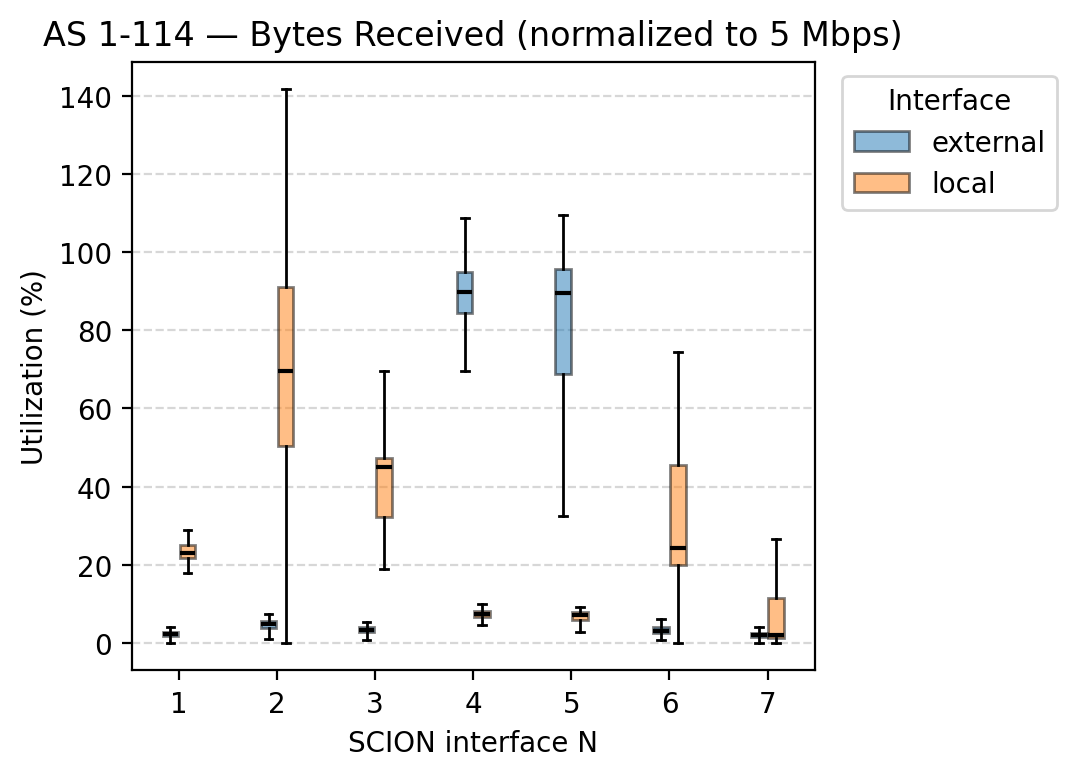 AS 1-114 — Bytes Received (normalized to 5 Mbps)
Interface
external
local
Utilization (%)
140
120
100
80
60
40
20
0
1 2 3 4 5 6 7
SCION interface N